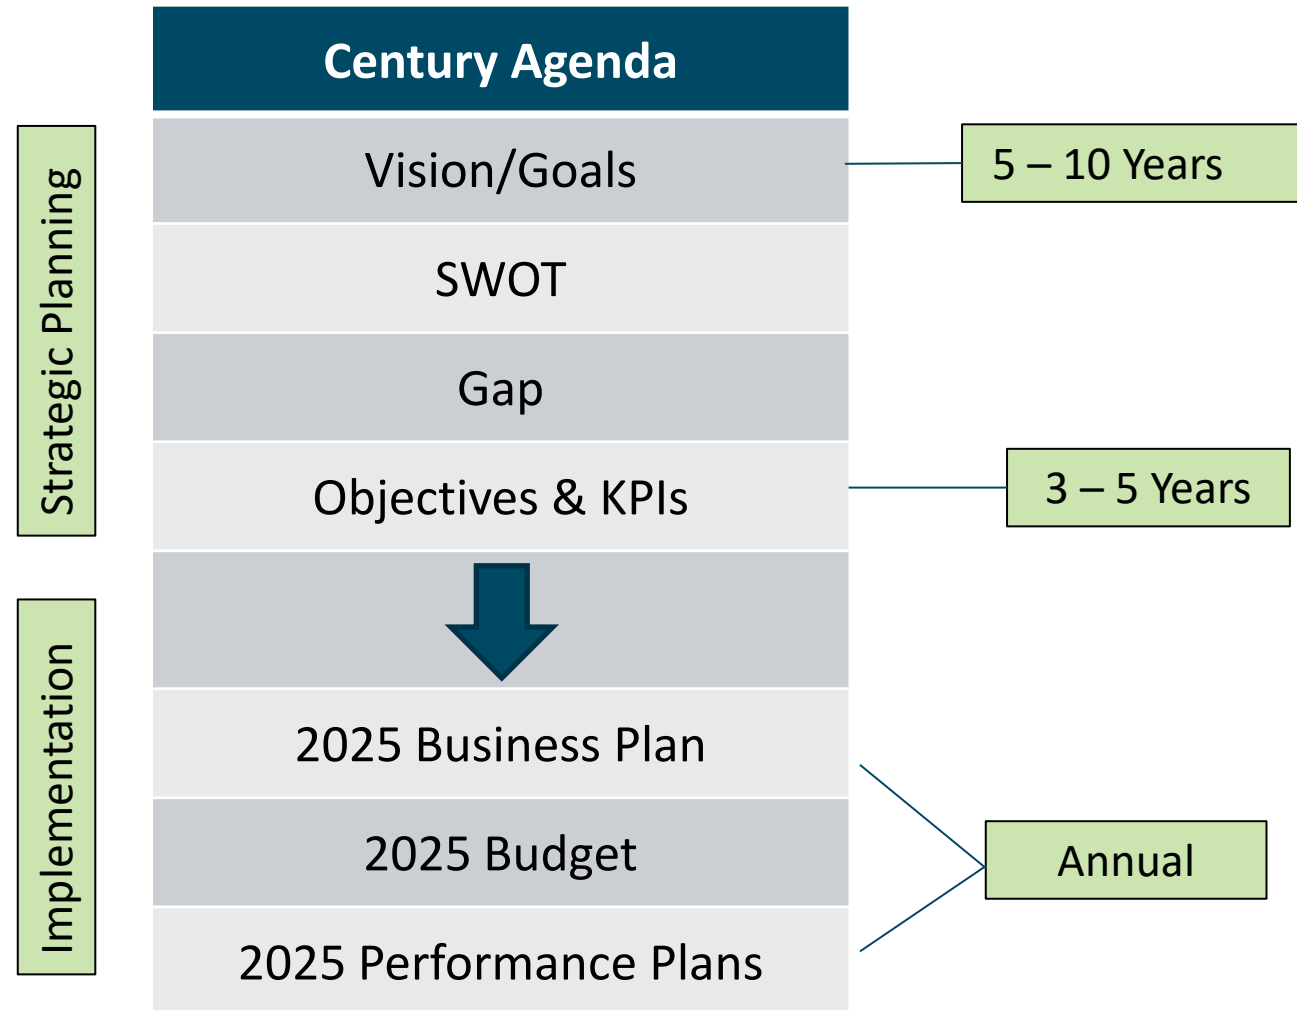 Century Agenda
Strategic Planning
Vision/Goals
5 – 10 Years
SWOT
Gap
Objectives & KPIs
3 – 5 Years
Implementation
2025 Business Plan
2025 Budget
Annual
2025 Performance Plans